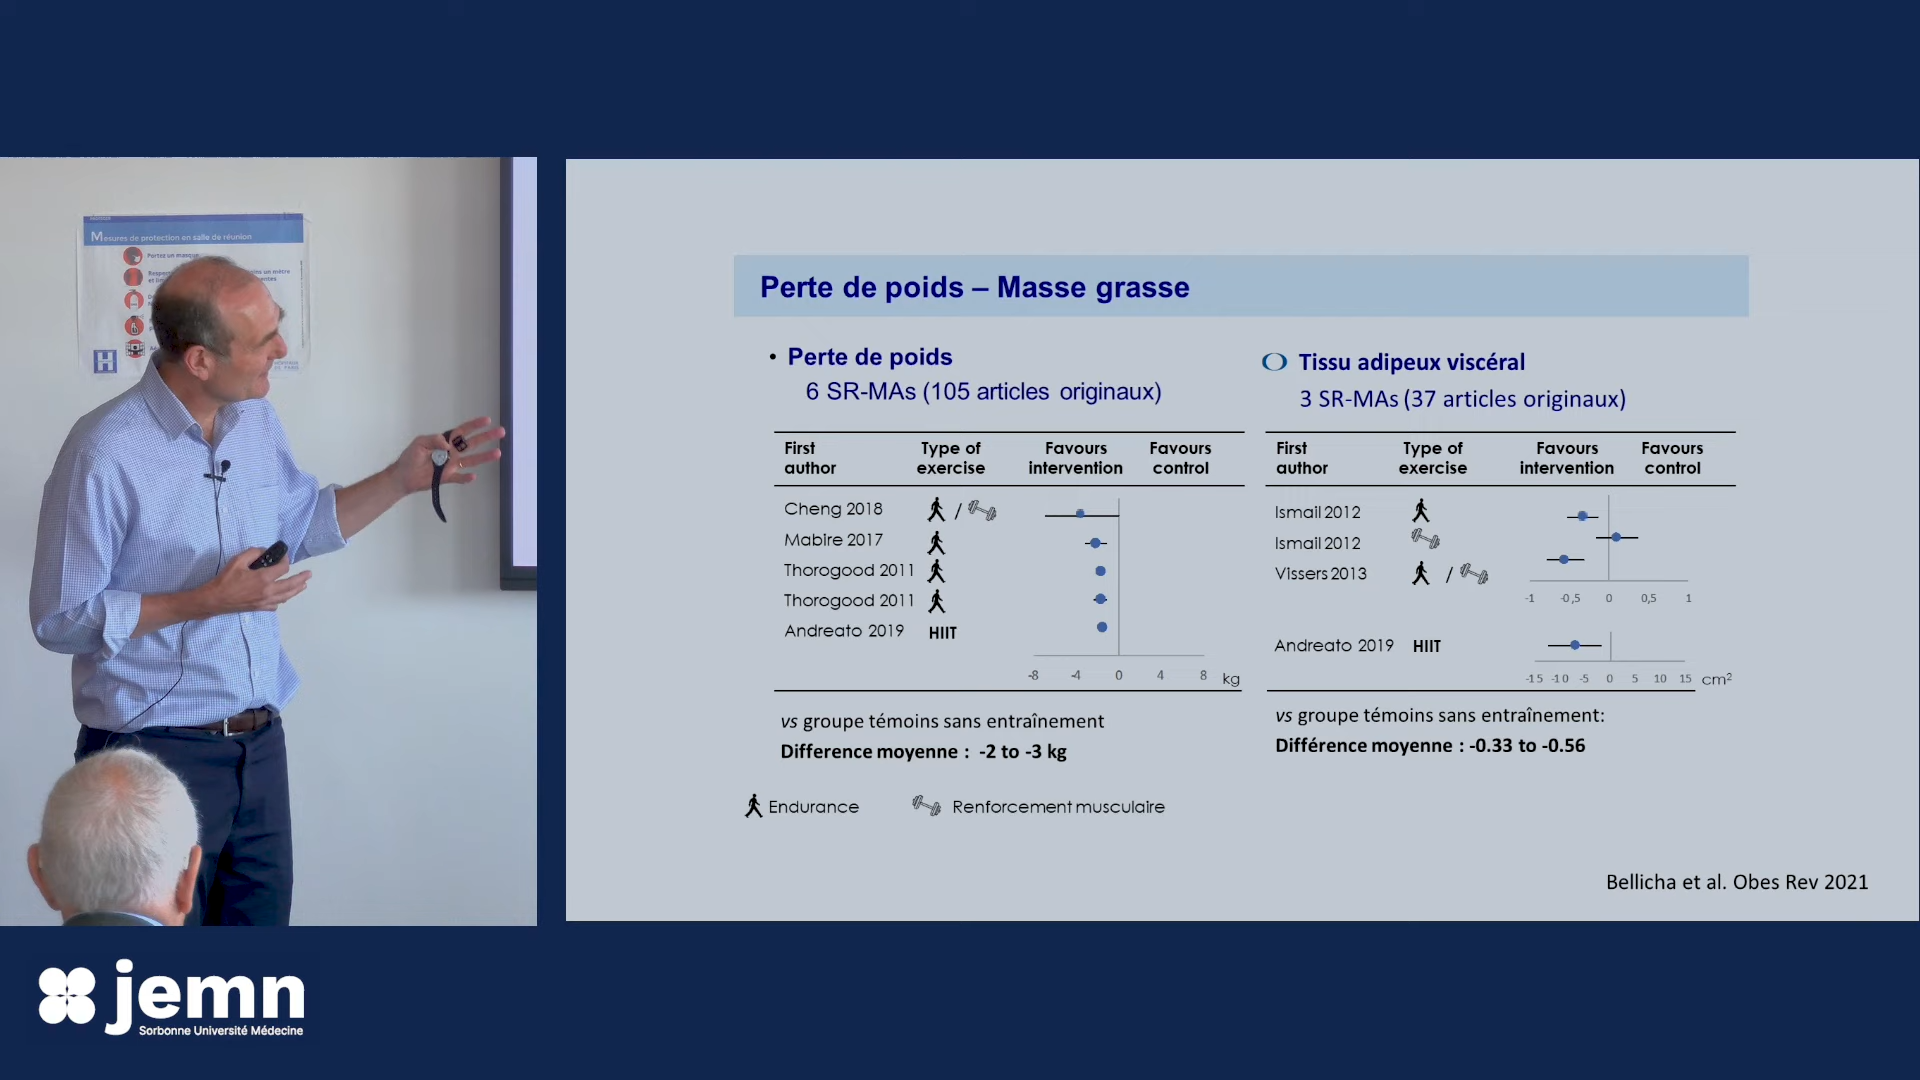 Mesures de protection en salle de réunion
Portez un masque
H
Perte de poids – Masse grasse
• Perte de poids
6 SR-MAs (105 articles originaux)
First author
Type of exercise
Favours intervention
Favours control
Cheng 2018 /
Mabire 2017
Thorogood 2011
Thorogood 2011
Andreato 2019 HIIT
-8 -4 0 4 8 kg
vs groupe témoins sans entraînement
Difference moyenne : -2 to -3 kg
Endurance
Renforcement musculaire
Tissu adipeux viscéral
3 SR-MAs (37 articles originaux)
First author
Type of exercise
Favours intervention
Favours control
Ismail 2012
Ismail 2012
Vissers 2013 /
-1 -0,5 0 0,5 1
Andreato 2019 HIIT
-15 -10 -5 0 5 10 15 cm²
vs groupe témoins sans entraînement:
Différence moyenne : -0.33 to -0.56
Bellicha et al. Obes Rev 2021
jemn
Sorbonne Université Médecine